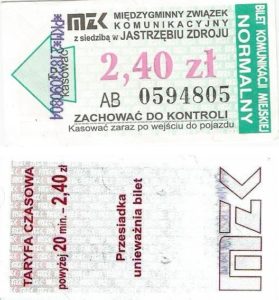 MZK
MIĘDZYGMINNY ZWIĄZEK
KOMUNIKACYJNY
z siedzibą w JASTRZĘBIU ZDROJU
kasować
2,40 zł
AB 0594805
ZACHOWAĆ DO KONTROLI
Kasować zaraz po wejściu do pojazdu
BILET KOMUNIKACJI MIEJSKIEJ
NORMALNY
TARYFA CZASOWA
powyżej 20 min. – 2,40 zł
Przesiadka
unieważnia bilet
MZK